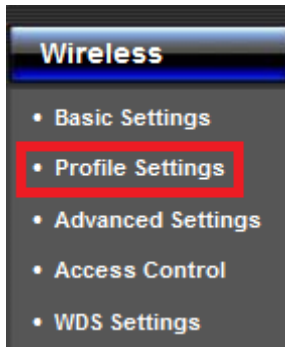 Wireless
• Basic Settings
• Profile Settings
• Advanced Settings
• Access Control
• WDS Settings